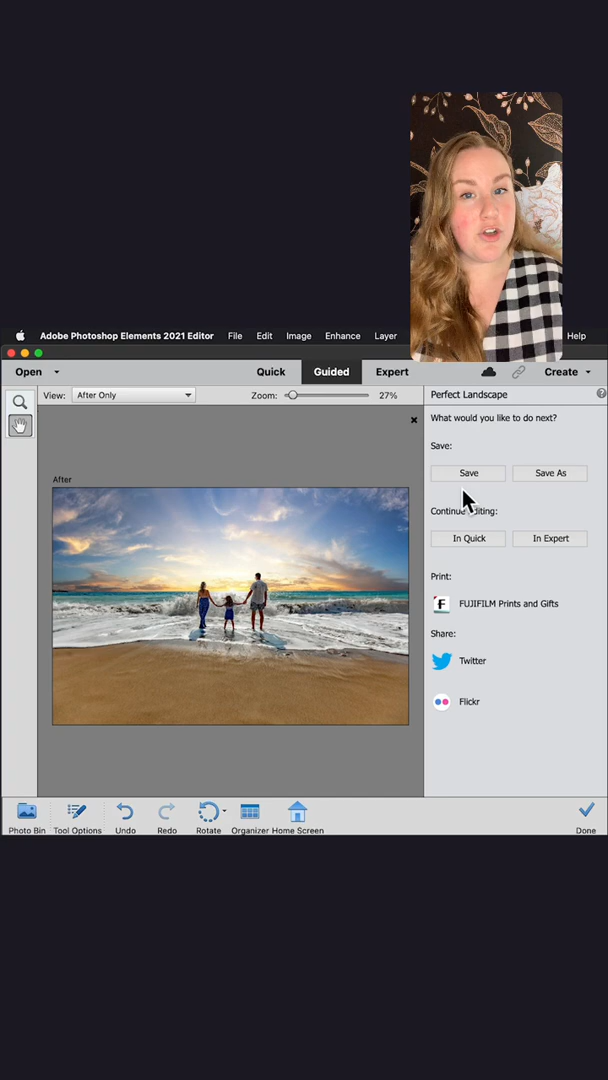 Adobe Photoshop Elements 2021 Editor File Edit Image Enhance Layer Help
Open Quick Guided Expert Create
View: After Only Zoom: 27% Perfect Landscape ?
What would you like to do next?
Save:
Save Save As
After
Continue Editing:
In Quick In Expert
Print:
F FUJIFILM Prints and Gifts
Share:
Twitter
Flickr
Photo Bin Tool Options Undo Redo Rotate Organizer Home Screen Done